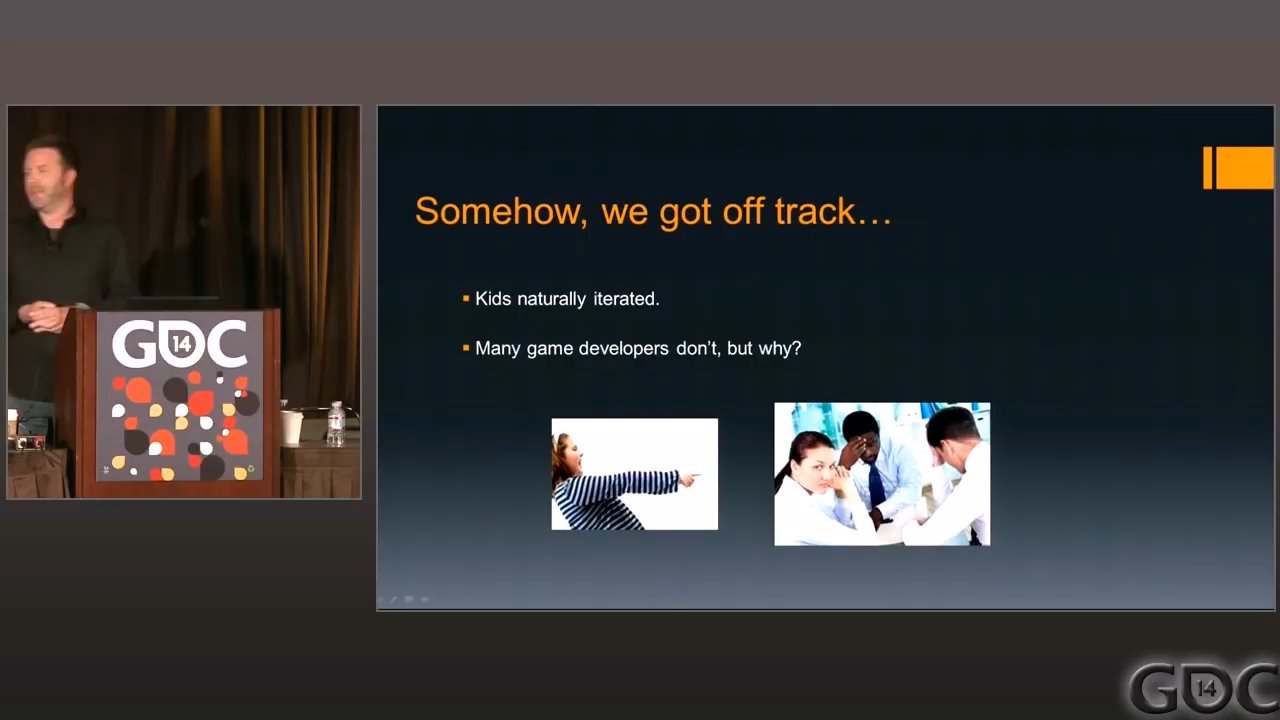 GDC
14
Somehow, we got off track…
Kids naturally iterated.
Many game developers don't, but why?
GDC
14